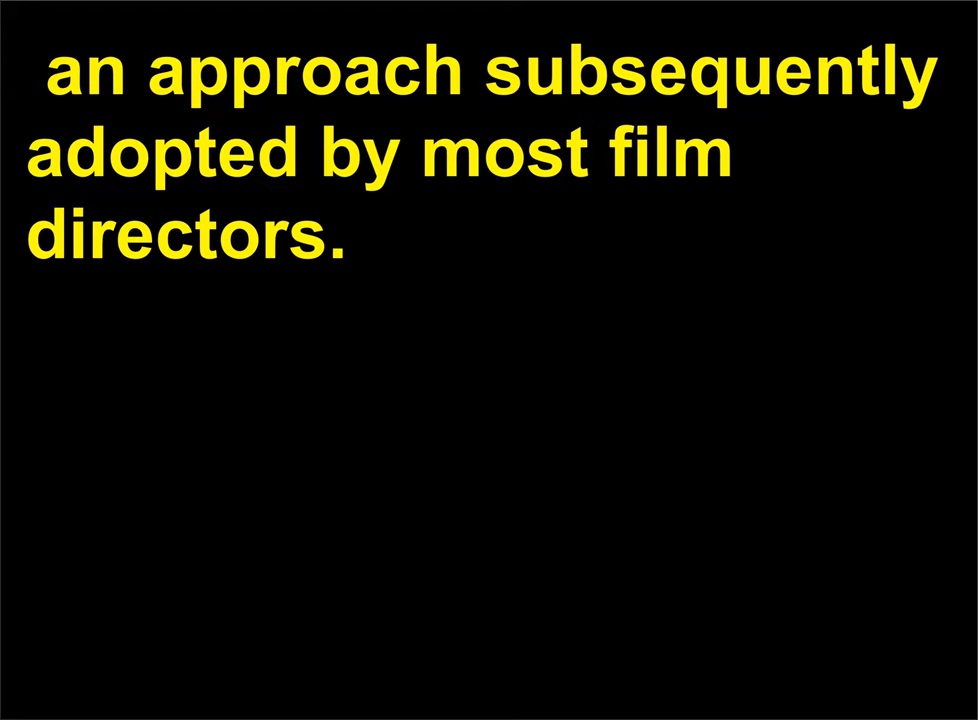 an approach subsequently
adopted by most film
directors.